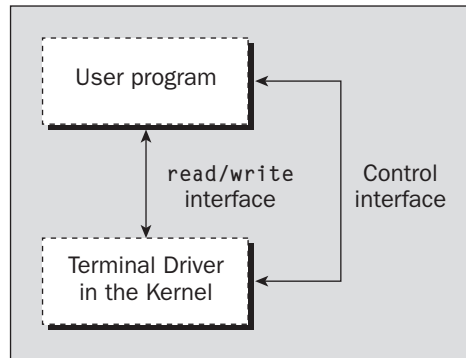 User program
read/write
interface
Control
interface
Terminal Driver
in the Kernel